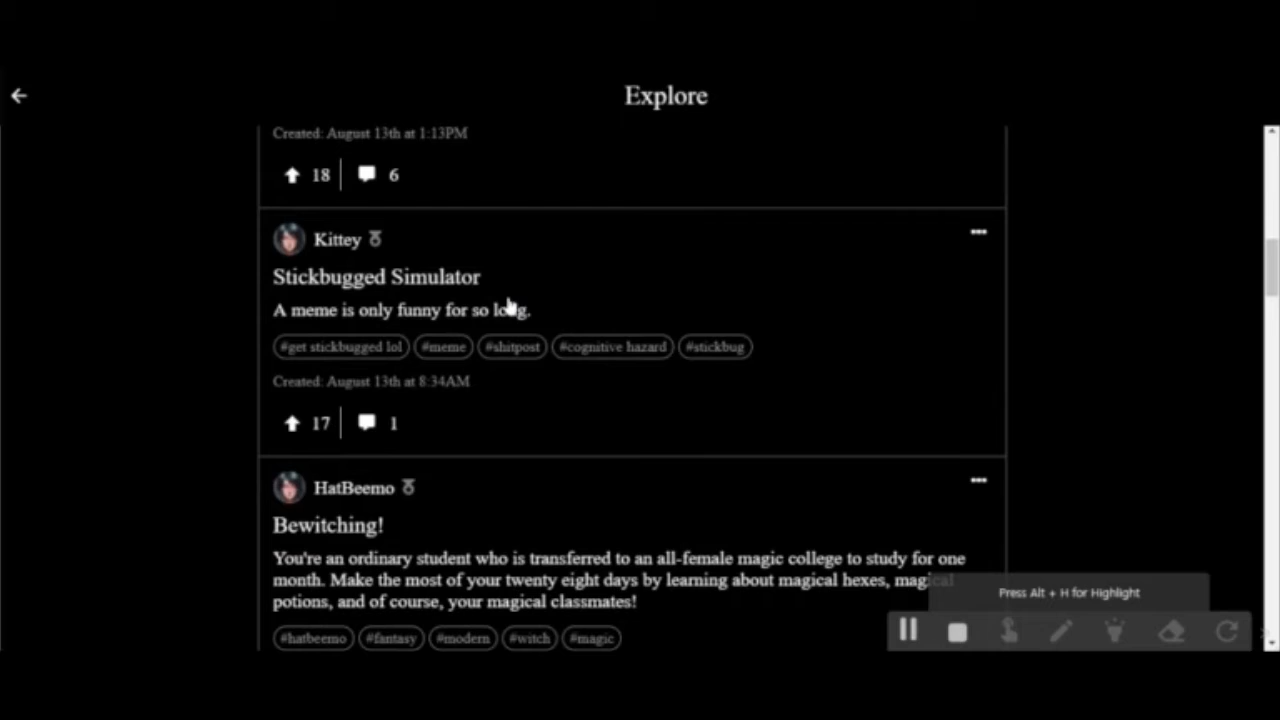 Explore
Created: August 13th at 1:13PM
18 6
Kittey
Stickbugged Simulator
A meme is only funny for so long.
#get stickbugged lol #meme #shitpost #cognitive hazard #stickbug
Created: August 13th at 8:34AM
17 1
HatBeemo
Bewitching!
You're an ordinary student who is transferred to an all-female magic college to study for one
month. Make the most of your twenty eight days by learning about magical hexes, magical
potions, and of course, your magical classmates!
Press Alt + H for Highlight
#hatbeemo #fantasy #modern #witch #magic